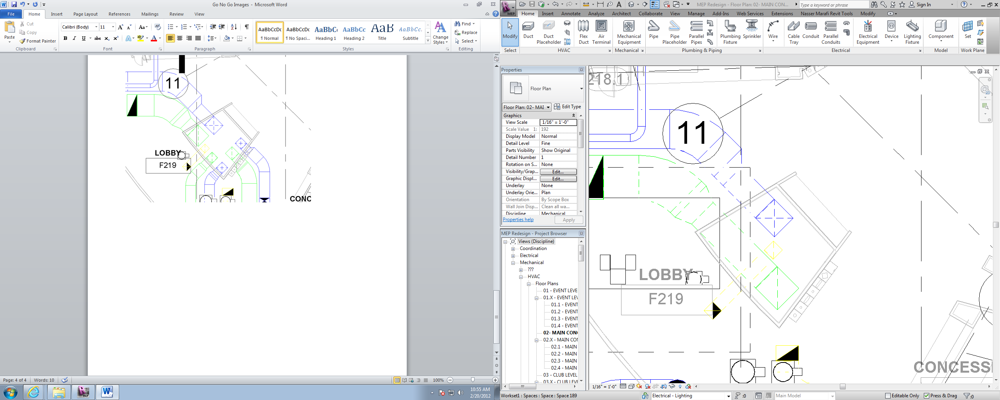 Go No Go Images - Microsoft Word
File Home Insert Page Layout References Mailings Review View
Paste
Cut
Copy
Format Painter
Clipboard
Calibri (Body) 11
Font
Paragraph
AaBbCcDc AaBbCcDc AaBbCc AaBbCc AaB AaBbCc.
¶ Normal ¶ No Spaci... Heading 1 Heading 2 Title Subtitle
Change Styles
Styles
Find
Replace
Select
Editing
11
LOBBY
F219
CONC
Page: 4 of 4 Words: 10 100%
10:55 AM
2/20/2012
MEP Redesign - Floor Plan: 02- MAIN CON... Type a keyword or phrase Sign In
MEP
Home Insert Annotate Analyze Architect Collaborate View Manage Add-Ins Web Services Extensions Nasser Marafi Revit Tools Modify
Modify
Duct
Duct Placeholder
Flex Duct
Air Terminal
Mechanical Equipment
Pipe
Pipe Placeholder
Parallel Pipes
Plumbing Fixture
Sprinkler
Wire
Cable Tray
Conduit
Parallel Conduits
Electrical Equipment
Device
Lighting Fixture
Component
Set
Select HVAC Mechanical Plumbing & Piping Electrical Model Work Plane
Properties
Floor Plan
Floor Plan: 02- MAI Edit Type
Graphics
View Scale 1/16" = 1'-0"
Scale Value 1: 192
Display Model Normal
Detail Level Fine
Parts Visibility Show Original
Detail Number 1
Rotation on S... None
Visibility/Grap... Edit...
Graphic Displ... Edit...
Underlay None
Underlay Orie... Plan
Orientation By Scope Box
Wall Join Disp... Clean all wa...
Discipline Mechanical
Properties help Apply
MEP Redesign - Project Browser
Views (Discipline)
Coordination
Electrical
Mechanical
???
HVAC
Floor Plans
01 - EVENT LEVE
01.X - EVENT LEV
01.1 - EVENT
01.2 - EVENT
01.3 - EVENT
01.4 - EVENT
02- MAIN CON
02.X - MAIN CO
02.1 - MAIN
02.2 - MAIN
02.3 - MAIN
02.4 - MAIN
03 - CLUB LEVEL
03.X - CLUB LEVE
218.1
11
LOBBY
F219
CONCESSI
2D
1/16" = 1'-0"
Workset1 : Spaces : Space : Space 189 Electrical - Lighting :0 Main Model Editable Only Press & Drag :0